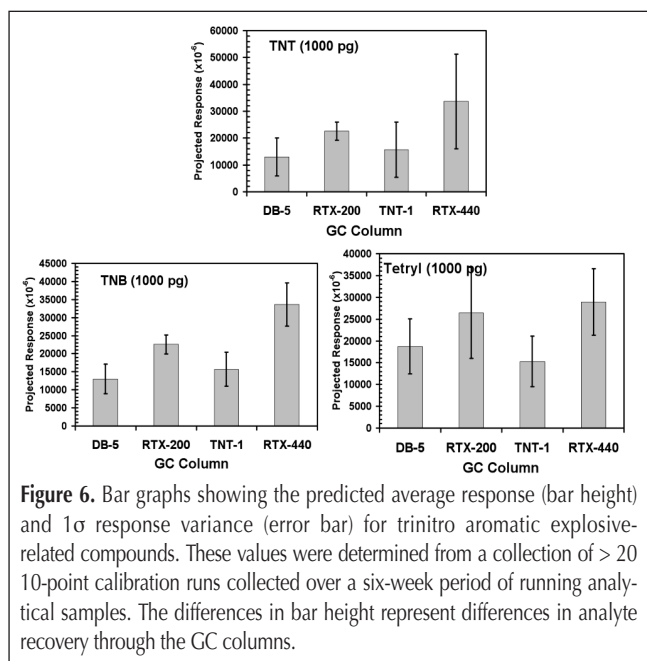 TNT (1000 pg)
Projected Response (x10⁻⁶)
60000
50000
40000
30000
20000
10000
0
DB-5 RTX-200 TNT-1 RTX-440
GC Column
TNB (1000 pg)
Projected Response (x10⁻⁶)
45000
40000
35000
30000
25000
20000
15000
10000
5000
0
DB-5 RTX-200 TNT-1 RTX-440
GC Column
Tetryl (1000 pg)
Projected Response (x10⁻⁶)
40000
35000
30000
25000
20000
15000
10000
5000
0
DB-5 RTX-200 TNT-1 RTX-440
GC Column
Figure 6. Bar graphs showing the predicted average response (bar height)
and 1σ response variance (error bar) for trinitro aromatic explosive-
related compounds. These values were determined from a collection of > 20
10-point calibration runs collected over a six-week period of running analy-
tical samples. The differences in bar height represent differences in analyte
recovery through the GC columns.